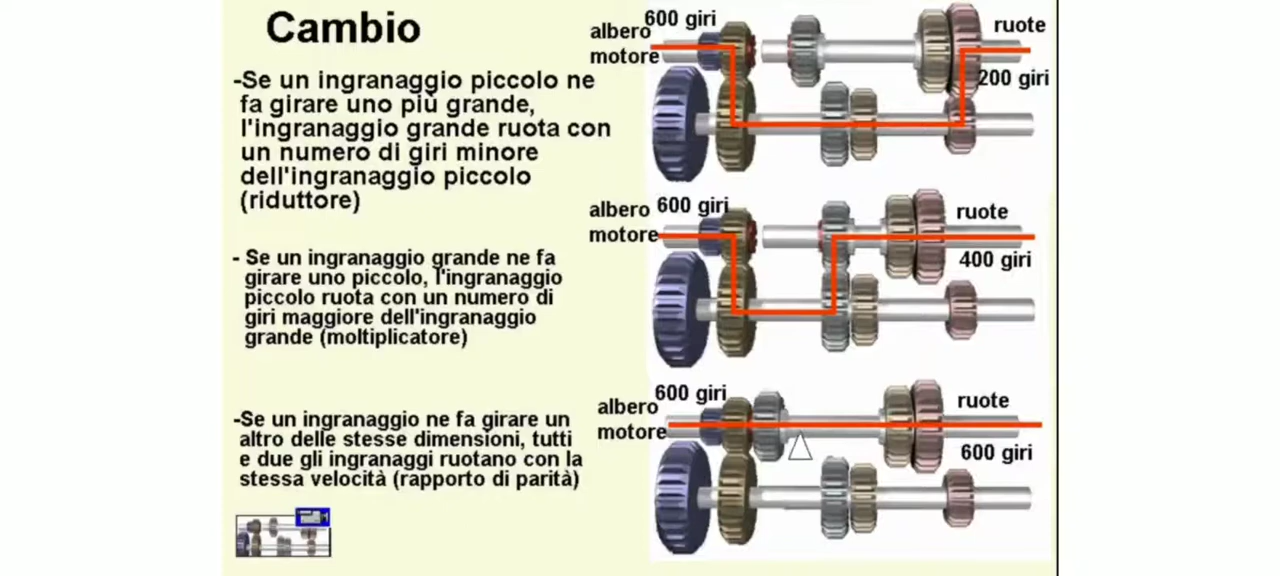 Cambio
-Se un ingranaggio piccolo ne
fa girare uno più grande,
l'ingranaggio grande ruota con
un numero di giri minore
dell'ingranaggio piccolo
(riduttore)
- Se un ingranaggio grande ne fa
girare uno piccolo, l'ingranaggio
piccolo ruota con un numero di
giri maggiore dell'ingranaggio
grande (moltiplicatore)
-Se un ingranaggio ne fa girare un
altro delle stesse dimensioni, tutti
e due gli ingranaggi ruotano con la
stessa velocità (rapporto di parità)
600 giri
albero
motore
ruote
200 giri
600 giri
albero
motore
ruote
400 giri
600 giri
albero
motore
ruote
600 giri